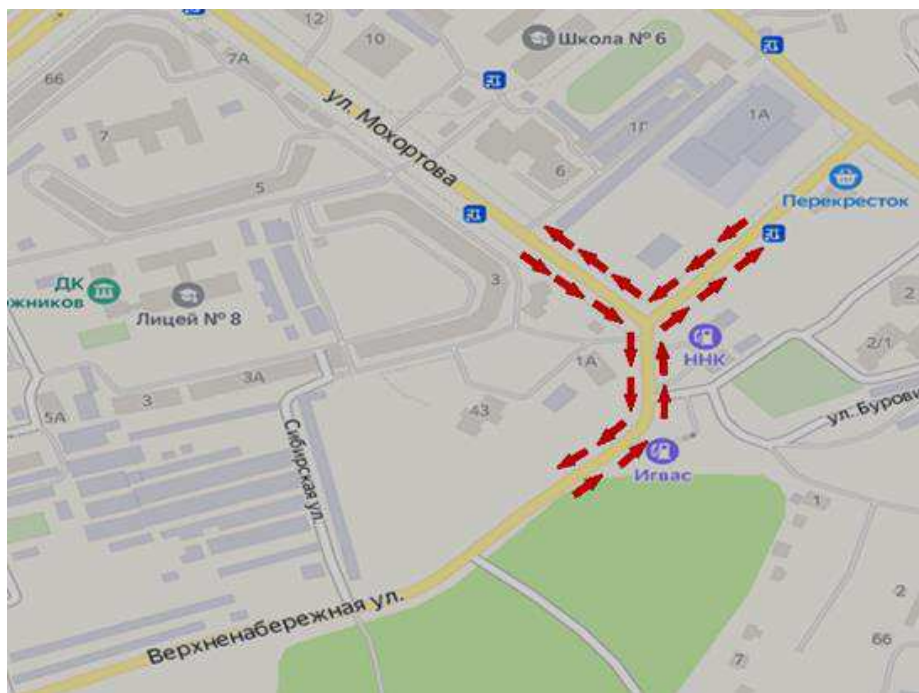 12
Школа № 6
10
7А
66
ул. Мохортова
1Г
1А
7
6
5
Перекресток
ДК
ожников
3
Лицей № 8
2
ННК
2/1
1А
3А
3
43
5А
ул. Бурови
Сибирская ул.
Игвас
1
Верхненабережная ул.
2
66
7